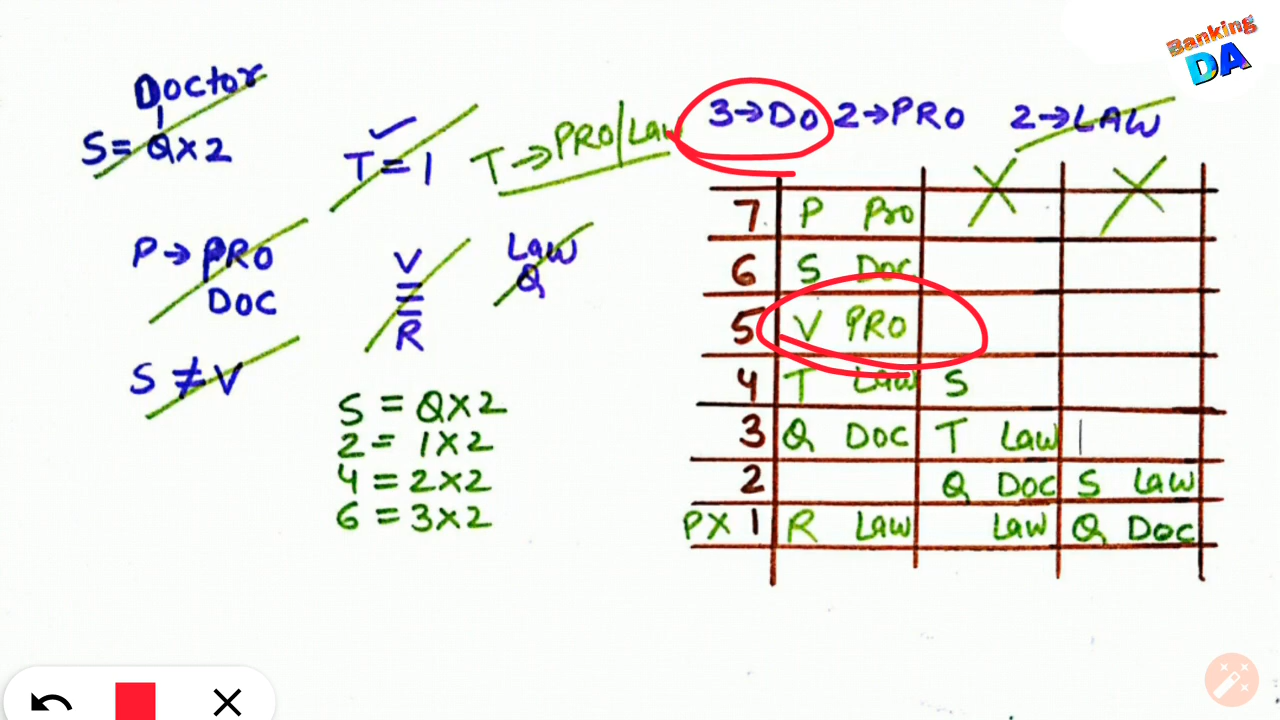 Banking
DA
Doctor
S = Q x 2
T = 1
T → PRO/Law
3→DO 2→PRO 2→LAW
P → PRO
DOC
V
=
R
Law
Q
S ≠ V
S = Q x 2
2 = 1 x 2
4 = 2 x 2
6 = 3 x 2
7 P Pro X X
6 S Doc
5 V PRO
4 T Law S
3 Q DOC T Law |
2 Q DOC S Law
PX 1 R Law Law Q DOC